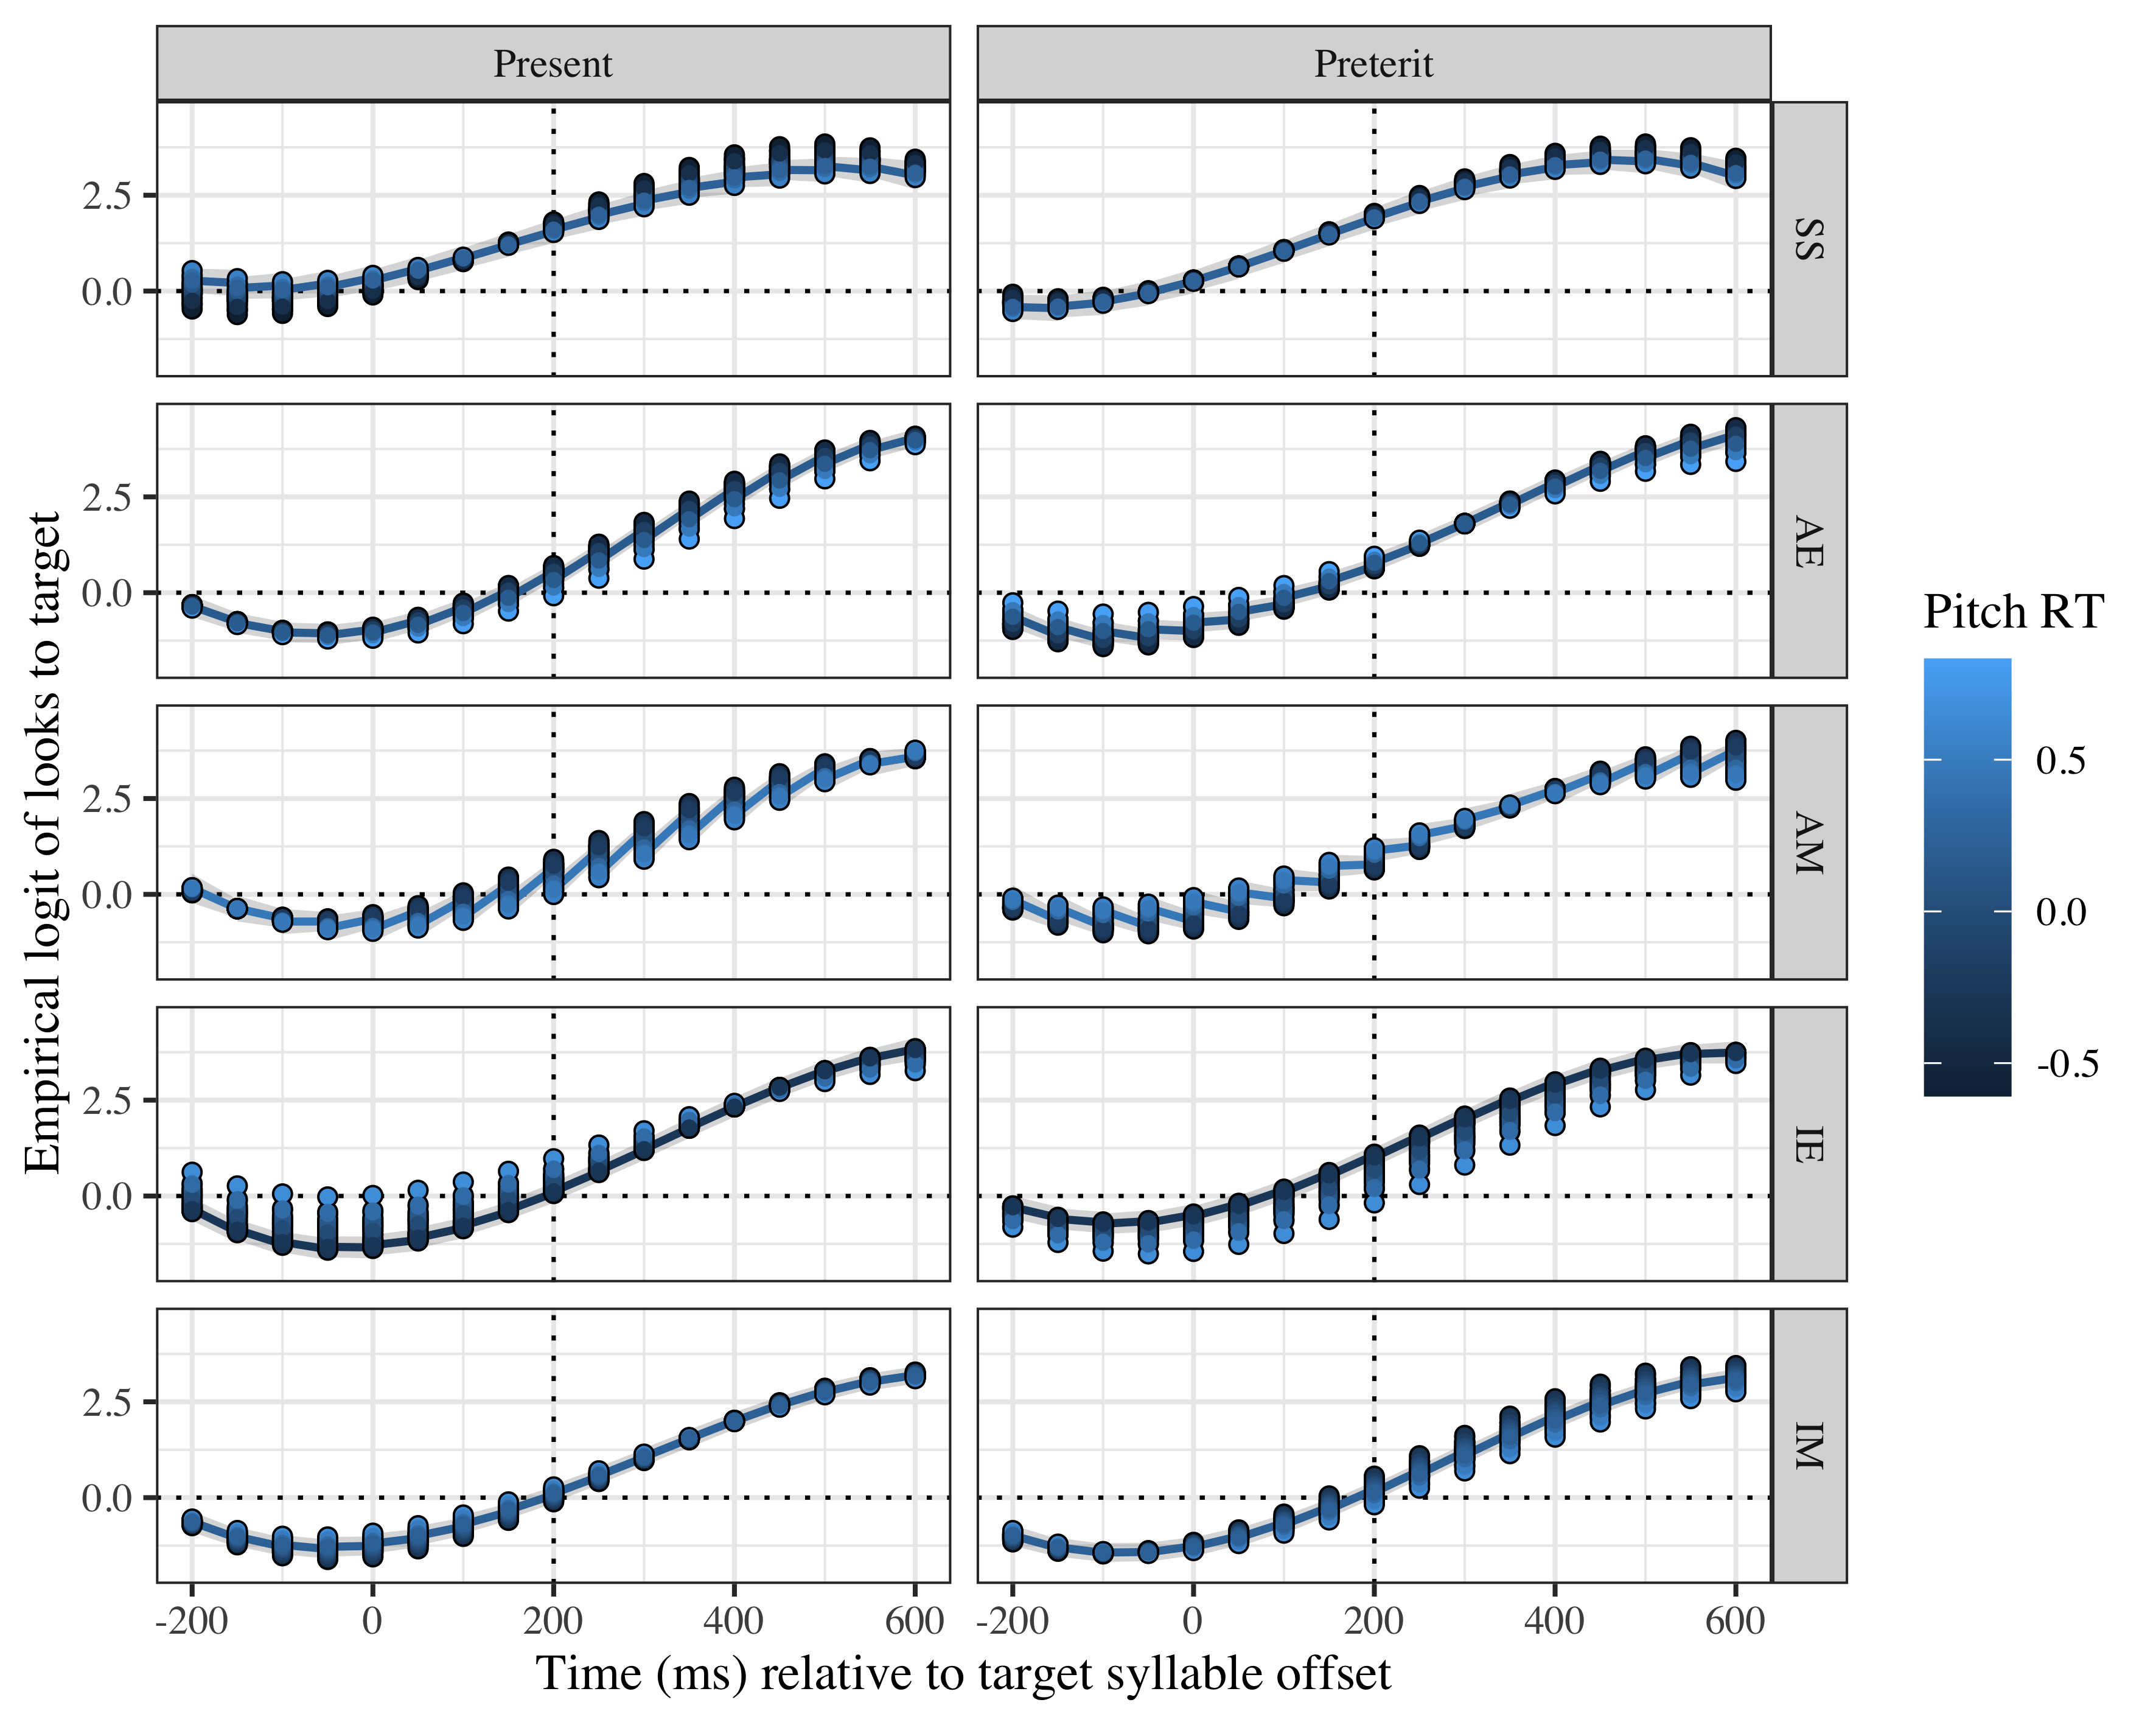 Present
Preterit
2.5
0.0
SS
2.5
0.0
AE
2.5
0.0
AM
2.5
0.0
IE
2.5
0.0
IM
-200 0 200 400 600
-200 0 200 400 600
Time (ms) relative to target syllable offset
Empirical logit of looks to target
Pitch RT
0.5
0.0
-0.5